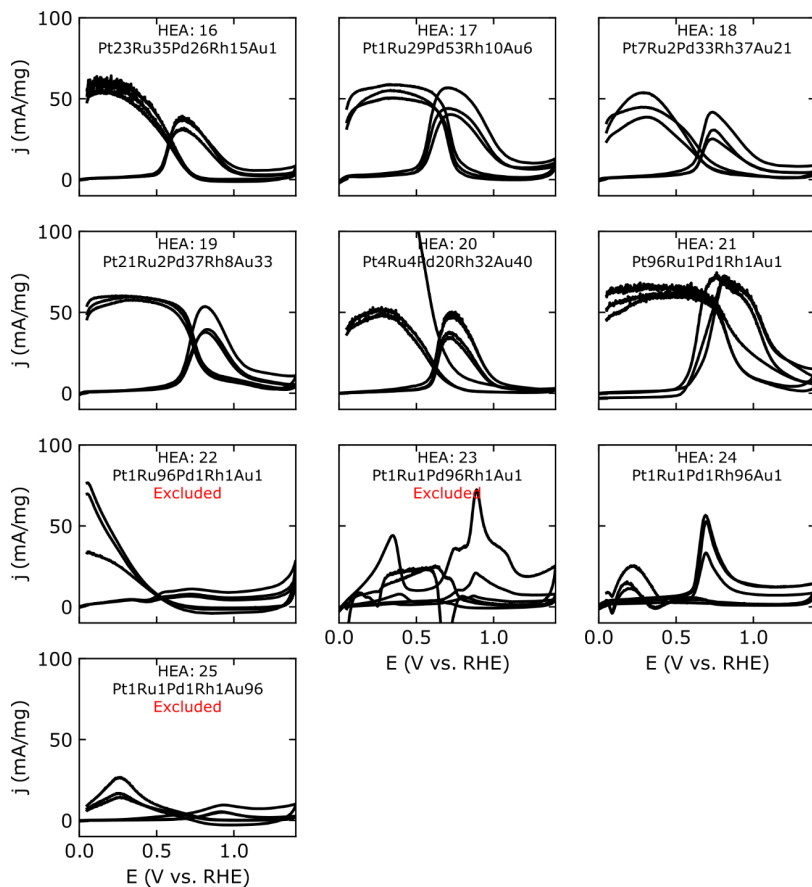 HEA: 16
Pt23Ru35Pd26Rh15Au1
HEA: 17
Pt1Ru29Pd53Rh10Au6
HEA: 18
Pt7Ru2Pd33Rh37Au21
100
50
0
j (mA/mg)
HEA: 19
Pt21Ru2Pd37Rh8Au33
HEA: 20
Pt4Ru4Pd20Rh32Au40
HEA: 21
Pt96Ru1Pd1Rh1Au1
100
50
0
j (mA/mg)
HEA: 22
Pt1Ru96Pd1Rh1Au1
Excluded
HEA: 23
Pt1Ru1Pd96Rh1Au1
Excluded
HEA: 24
Pt1Ru1Pd1Rh96Au1
100
50
0
j (mA/mg)
0.0 0.5 1.0
E (V vs. RHE)
0.0 0.5 1.0
E (V vs. RHE)
HEA: 25
Pt1Ru1Pd1Rh1Au96
Excluded
100
50
0
j (mA/mg)
0.0 0.5 1.0
E (V vs. RHE)